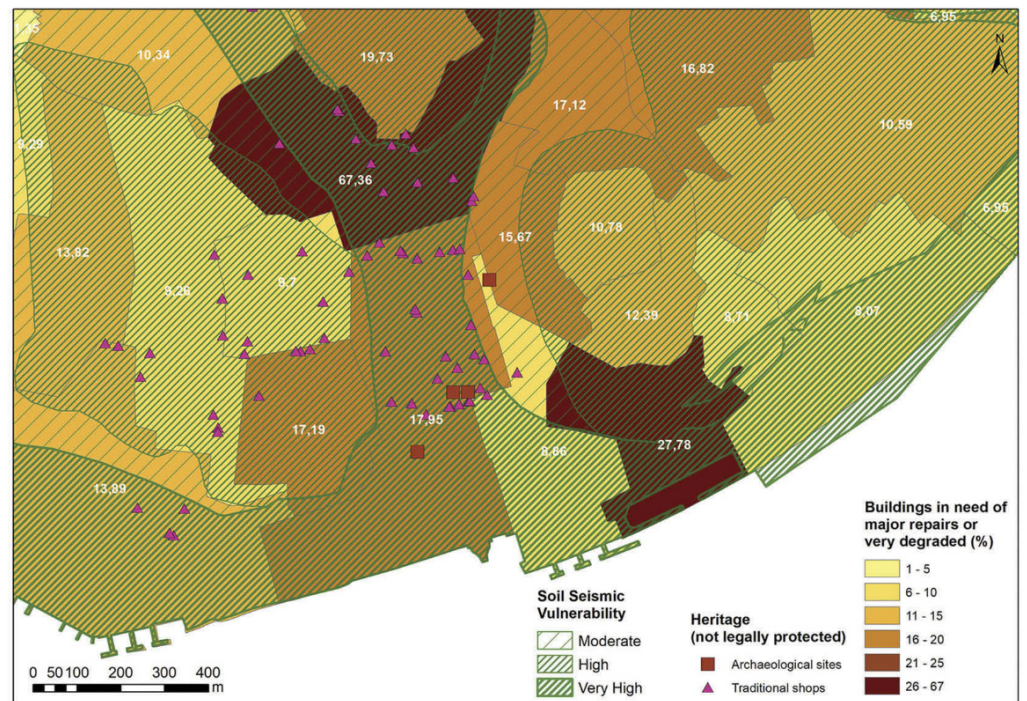 6,95
N
10,34
19,73
16,82
17,12
10,59
67,36
6,95
15,67
10,78
13,82
9,26
9,7
12,39
8,71
8,07
17,19
17,95
27,78
8,86
13,89
Buildings in need of
major repairs or
very degraded (%)
1 - 5
6 - 10
11 - 15
16 - 20
21 - 25
26 - 67
Soil Seismic
Vulnerability
Moderate
High
Very High
Heritage
(not legally protected)
Archaeological sites
Traditional shops
0 50 100 200 300 400
m